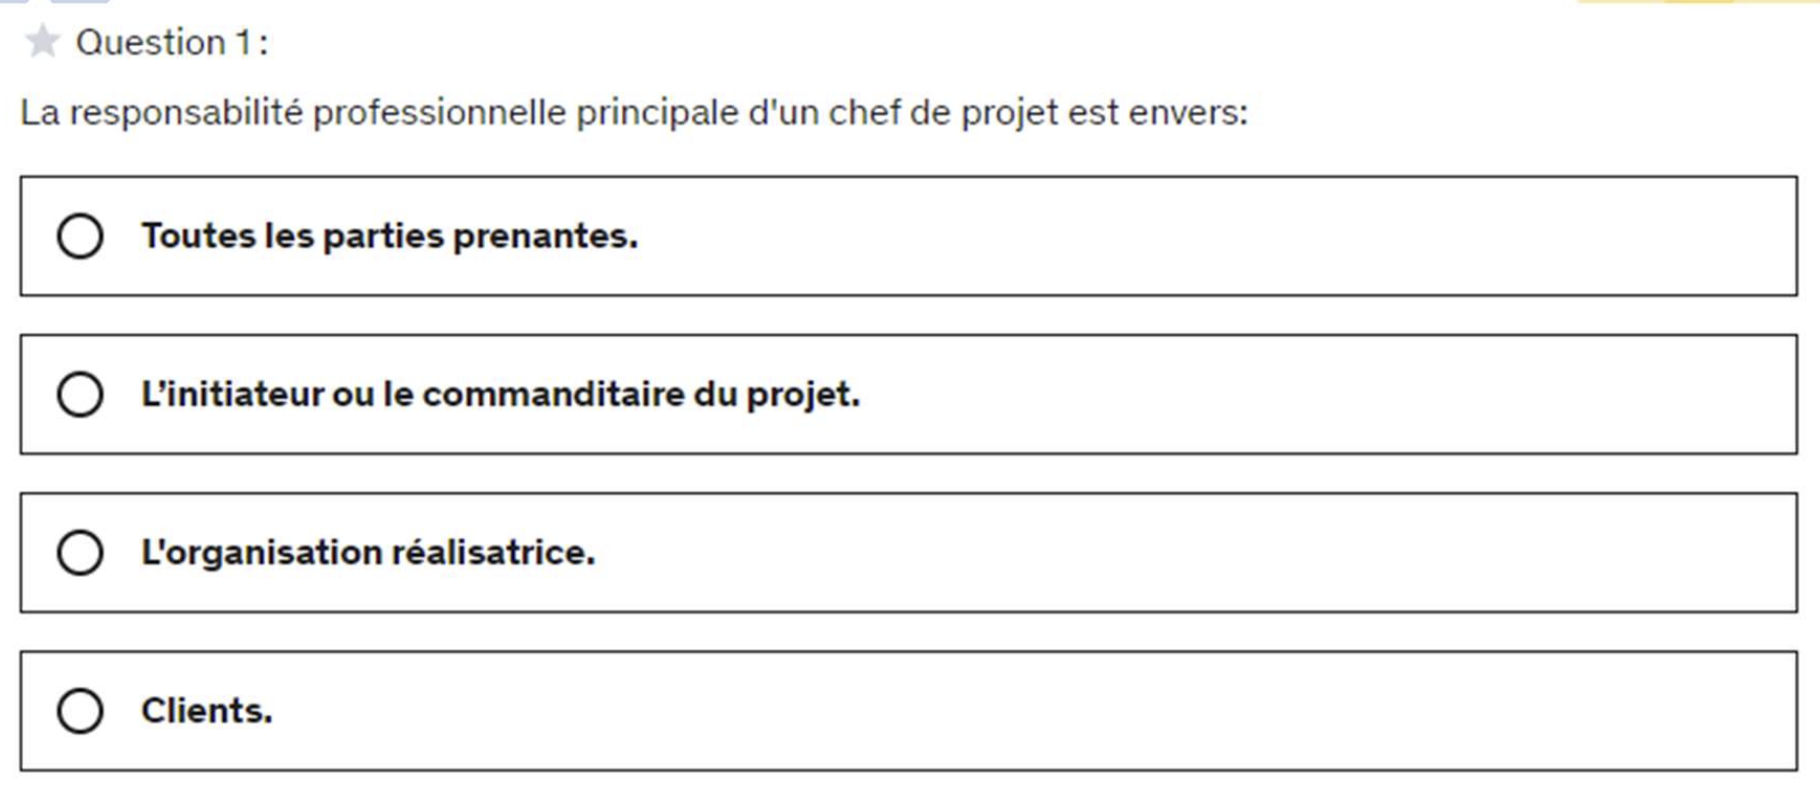 Question 1:
La responsabilité professionnelle principale d'un chef de projet est envers:
Toutes les parties prenantes.
L’initiateur ou le commanditaire du projet.
L'organisation réalisatrice.
Clients.